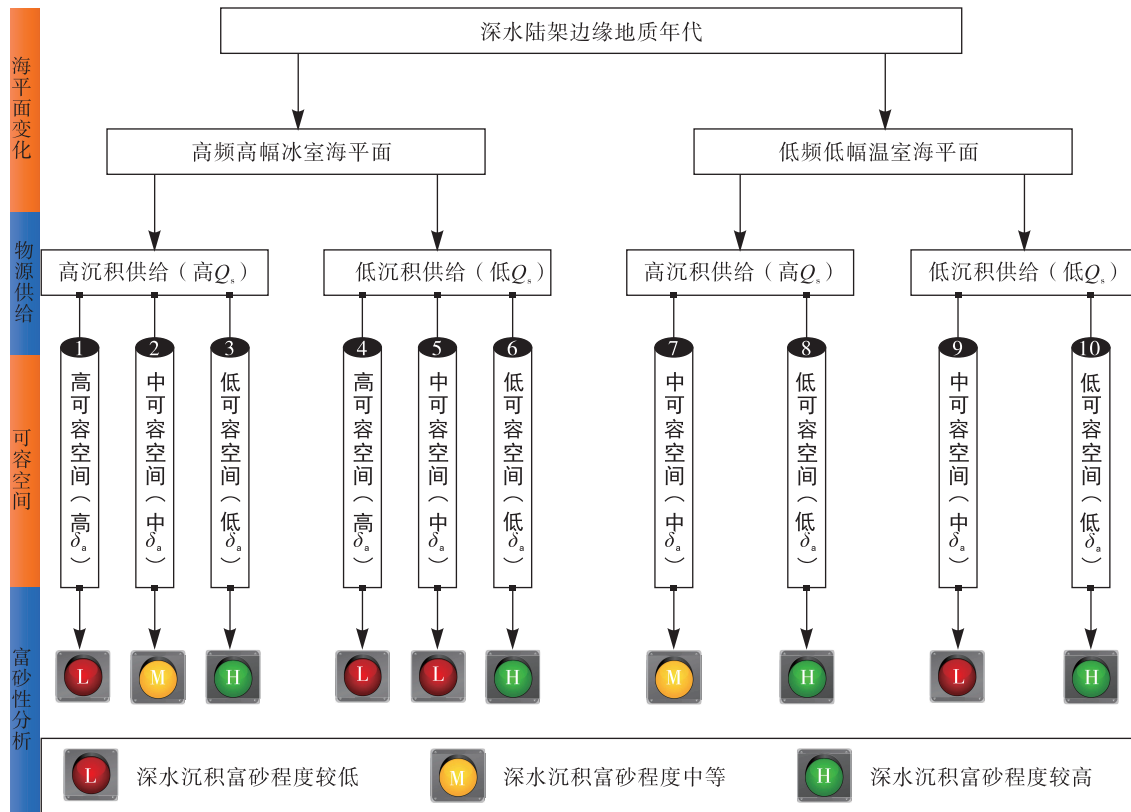 海平面变化
物源供给
可容空间
富砂性分析
深水陆架边缘地质年代
高频高幅冰室海平面
低频低幅温室海平面
高沉积供给（高Qs）
低沉积供给（低Qs）
高沉积供给（高Qs）
低沉积供给（低Qs）
1
高可容空间（高δa）
2
中可容空间（中δa）
3
低可容空间（低δa）
4
高可容空间（高δa）
5
中可容空间（中δa）
6
低可容空间（低δa）
7
中可容空间（中δa）
8
低可容空间（低δa）
9
中可容空间（中δa）
10
低可容空间（低δa）
L
M
H
L
L
H
M
H
L
H
L 深水沉积富砂程度较低
M 深水沉积富砂程度中等
H 深水沉积富砂程度较高